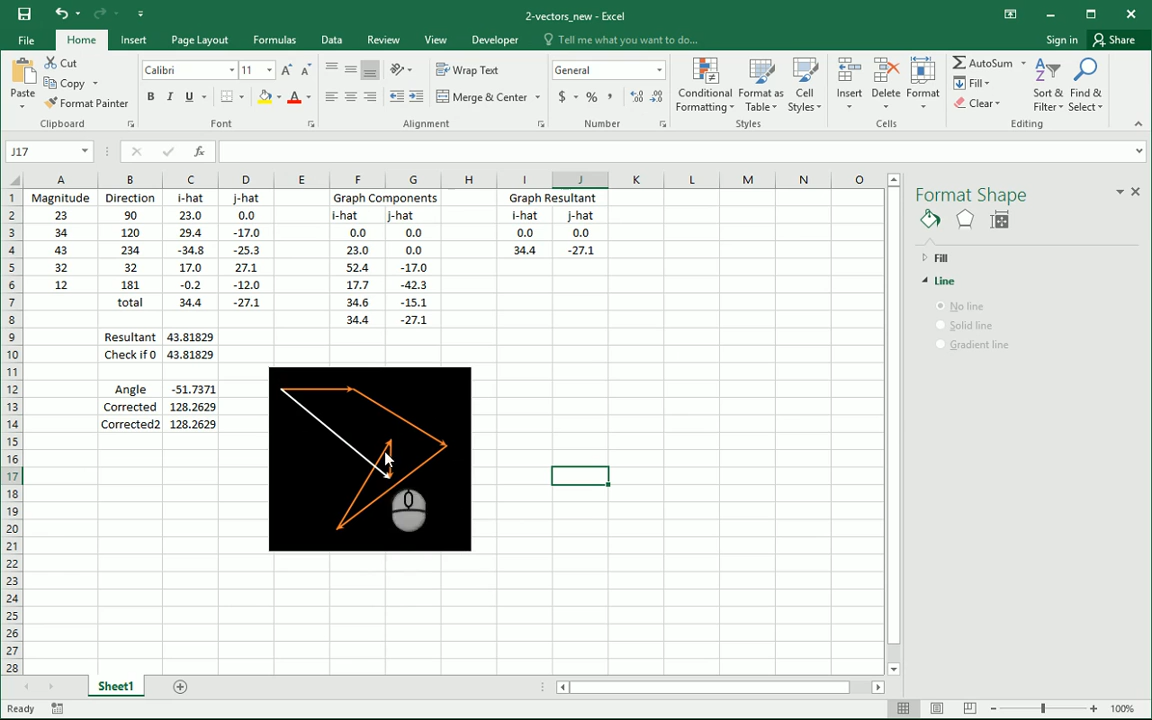 2-vectors_new - Excel
File Home Insert Page Layout Formulas Data Review View Developer Tell me what you want to do... Sign in Share
Paste Cut Copy Format Painter Clipboard
Calibri 11 A A B I U A Font
Wrap Text Merge & Center Alignment
General $ % , Number
Conditional Formatting Format as Table Cell Styles Styles
Insert Delete Format Cells
AutoSum Fill Clear Sort & Filter Find & Select Editing
J17 fx
A B C D E F G H I J K L M N O
1 Magnitude Direction i-hat j-hat Graph Components Graph Resultant
2 23 90 23.0 0.0 i-hat j-hat i-hat j-hat
3 34 120 29.4 -17.0 0.0 0.0 0.0 0.0
4 43 234 -34.8 -25.3 23.0 0.0 34.4 -27.1
5 32 32 17.0 27.1 52.4 -17.0
6 12 181 -0.2 -12.0 17.7 -42.3
7 total 34.4 -27.1 34.6 -15.1
8 34.4 -27.1
9 Resultant 43.81829
10 Check if 0 43.81829
11
12 Angle -51.7371
13 Corrected 128.2629
14 Corrected2 128.2629
15
16
17
18
19
20
21
22
23
24
25
26
27
28
Format Shape
Fill
Line
No line
Solid line
Gradient line
Sheet1
Ready 100%